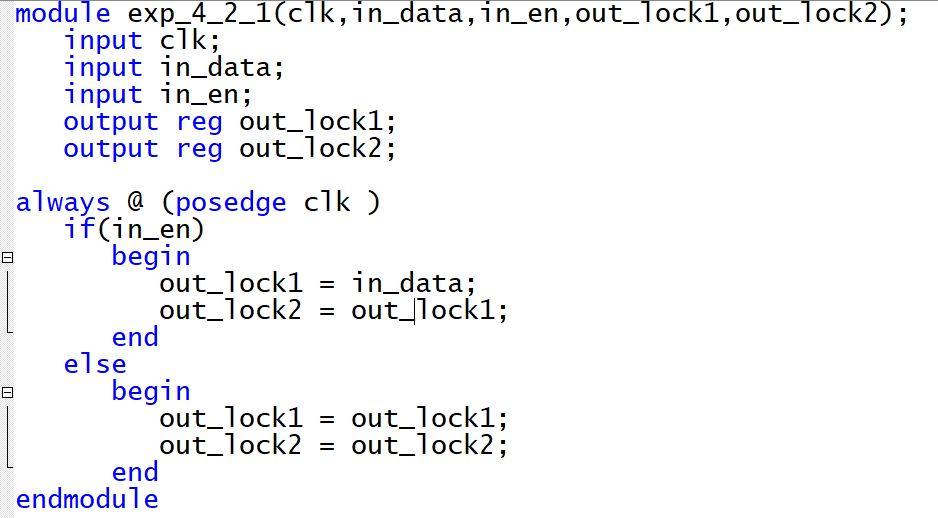 module exp_4_2_1(clk,in_data,in_en,out_lock1,out_lock2);
   input clk;
   input in_data;
   input in_en;
   output reg out_lock1;
   output reg out_lock2;

always @ (posedge clk )
   if(in_en)
      begin
         out_lock1 = in_data;
         out_lock2 = out_lock1;
      end
   else
      begin
         out_lock1 = out_lock1;
         out_lock2 = out_lock2;
      end
endmodule